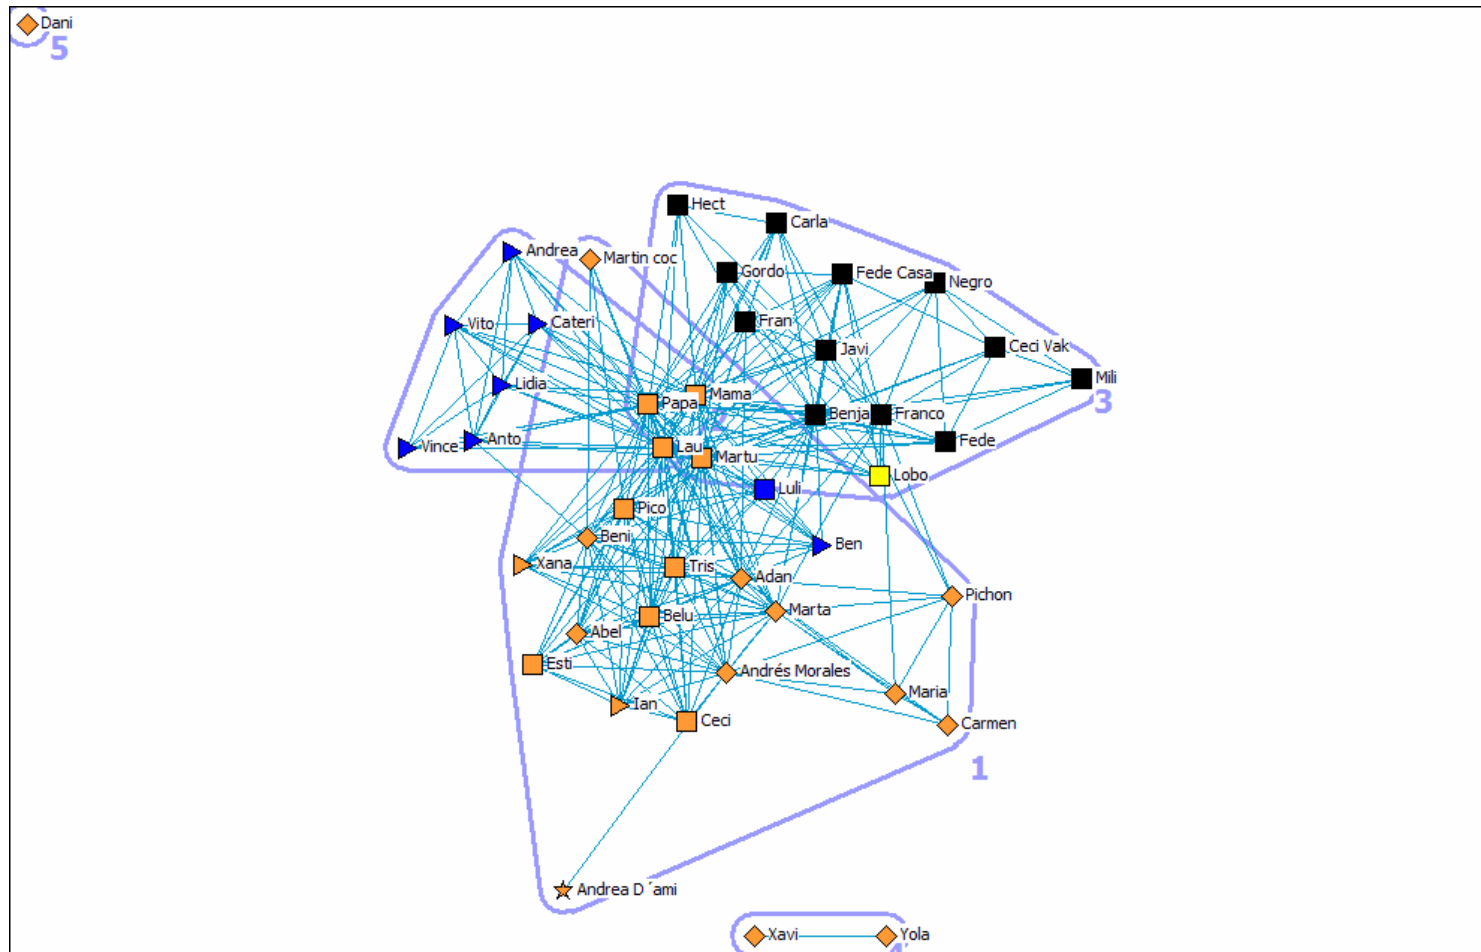 Dani
5
Hect
Carla
Andrea
Martin coc
Gordo
Fede Casa
Negro
Vito
Cateri
Fran
Javi
Ceci Vak
Mili
Lidia
Mama
Papa
3
Benja
Franco
Vince
Anto
Lau
Martu
Fede
Lobo
Luli
Pico
Beni
Ben
Xana
Tris
Adan
Pichon
Belu
Marta
Abel
Esti
Andrés Morales
Maria
Ian
Ceci
Carmen
1
Andrea D´ami
Xavi
Yola